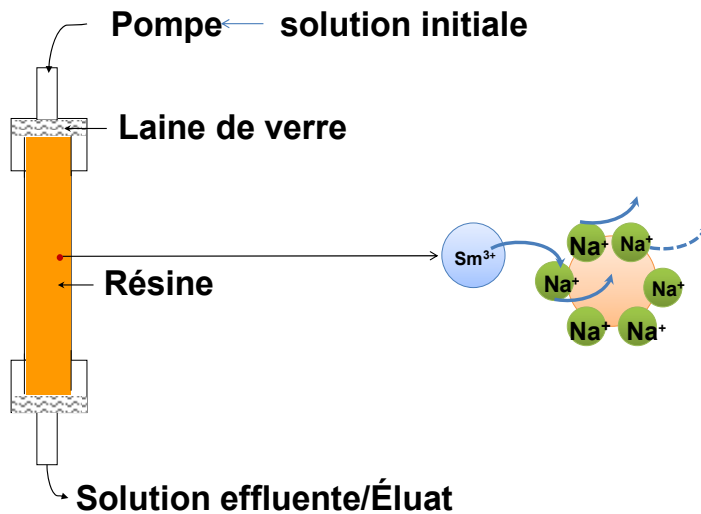 Pompe solution initiale
Laine de verre
Sm³⁺
Na⁺ Na⁺
Na⁺ Na⁺
Résine
Na⁺ Na⁺
Solution effluente/Éluat